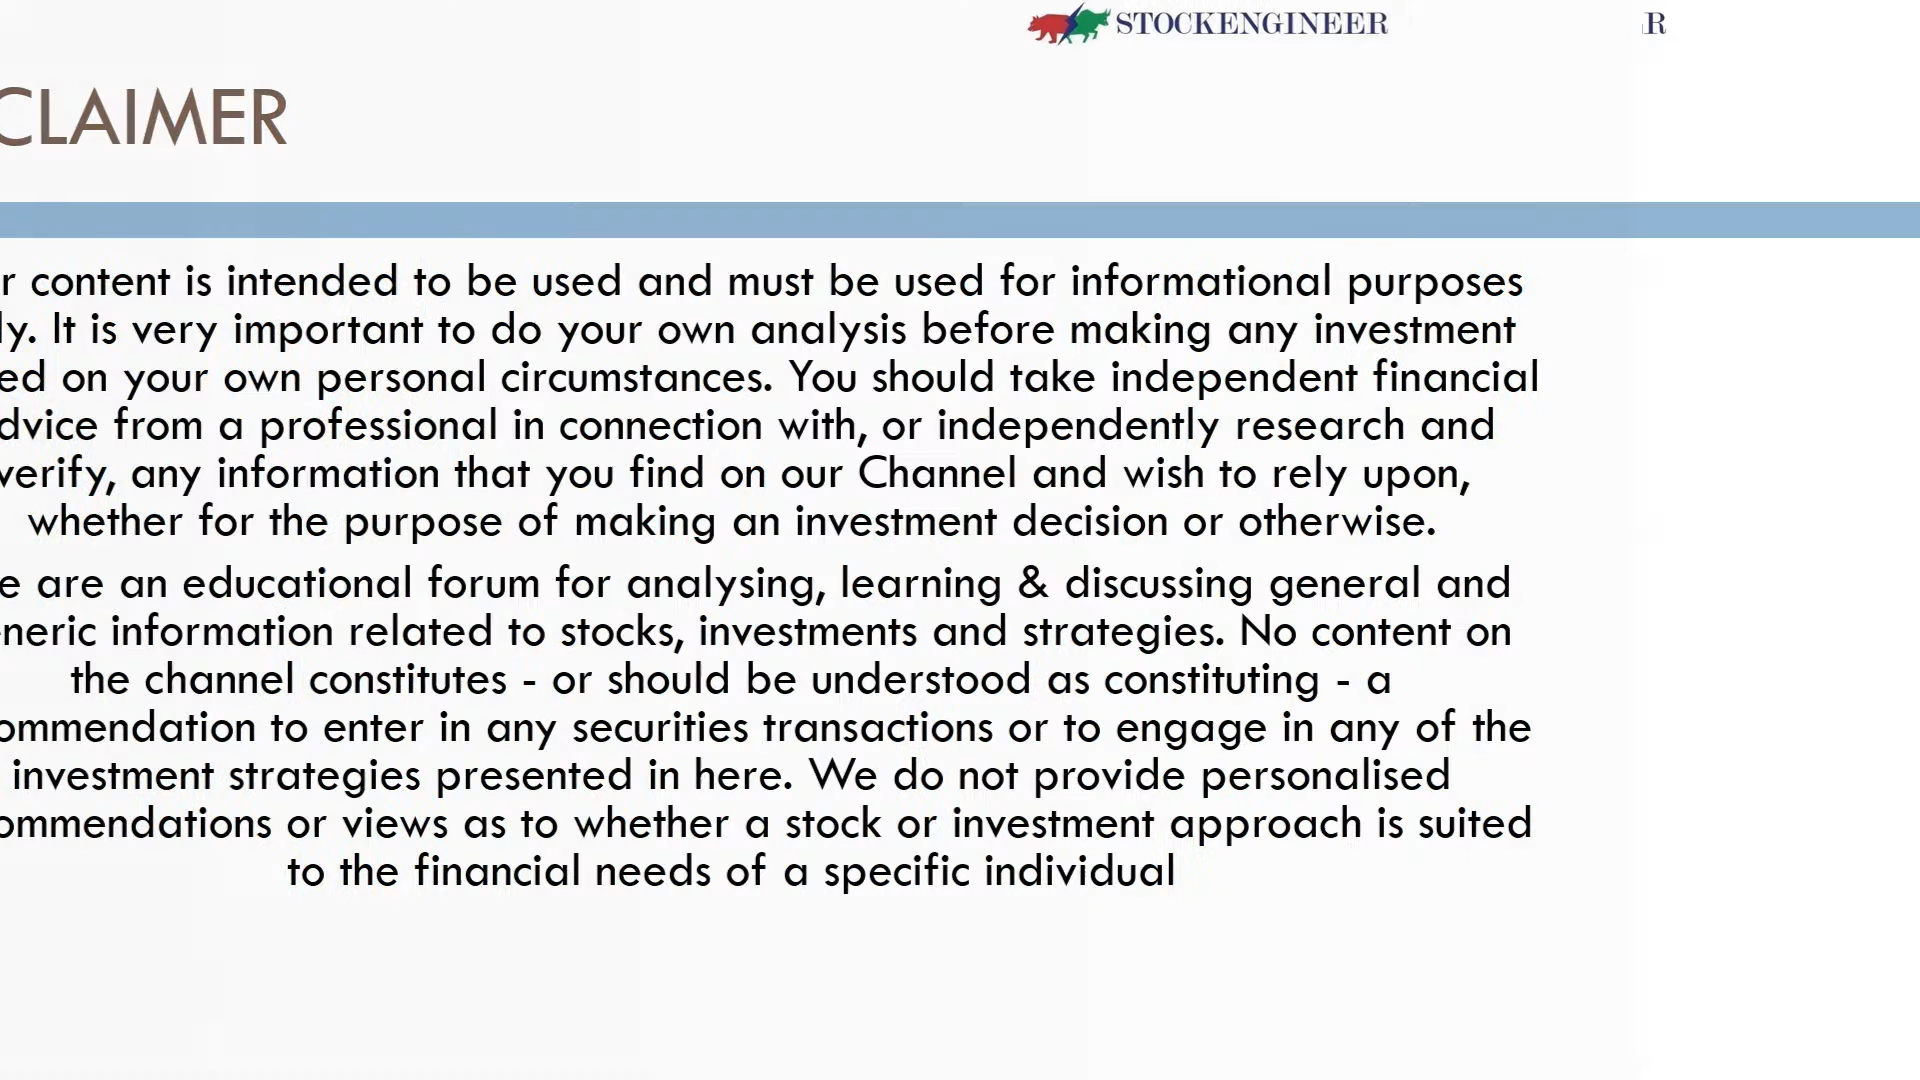 STOCKENGINEER
R
CLAIMER
r content is intended to be used and must be used for informational purposes
ly. It is very important to do your own analysis before making any investment
ed on your own personal circumstances. You should take independent financial
dvice from a professional in connection with, or independently research and
verify, any information that you find on our Channel and wish to rely upon,
whether for the purpose of making an investment decision or otherwise.
e are an educational forum for analysing, learning & discussing general and
neric information related to stocks, investments and strategies. No content on
the channel constitutes - or should be understood as constituting - a
ommendation to enter in any securities transactions or to engage in any of the
investment strategies presented in here. We do not provide personalised
ommendations or views as to whether a stock or investment approach is suited
to the financial needs of a specific individual